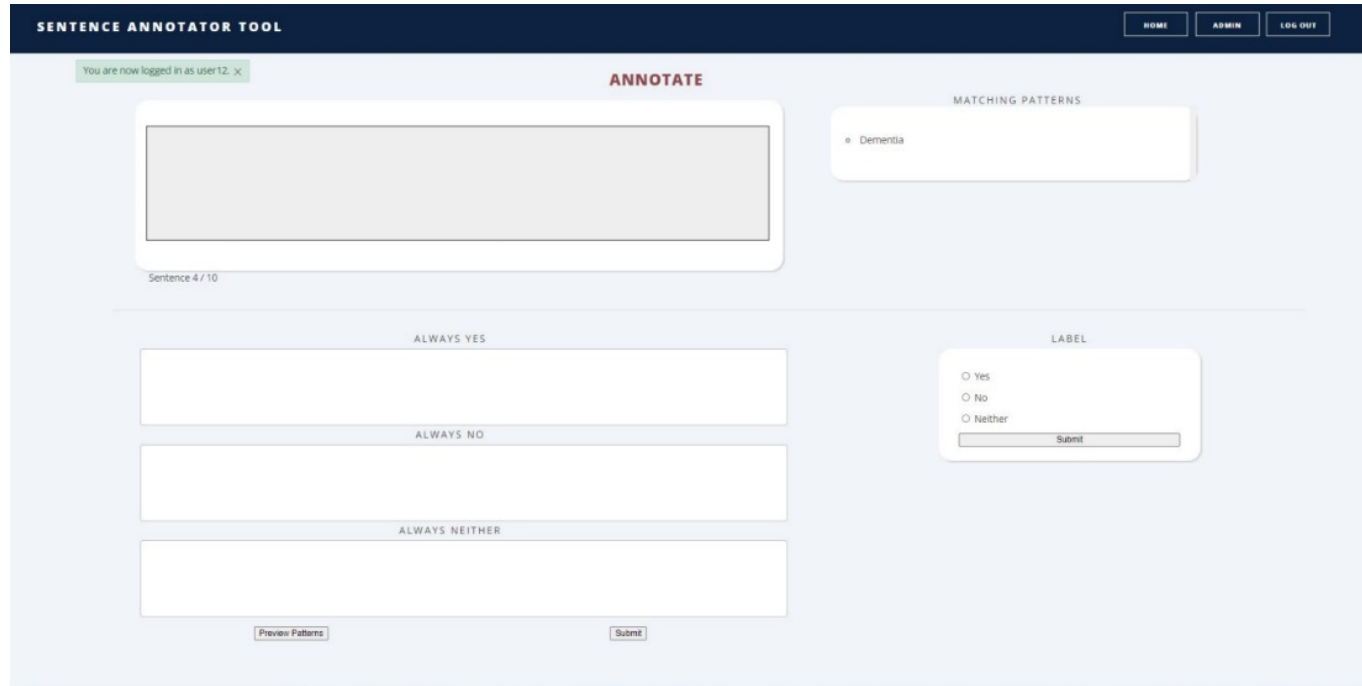 SENTENCE ANNOTATOR TOOL
HOME
ADMIN
LOG OUT
You are now logged in as user12. ×
ANNOTATE
MATCHING PATTERNS
Dementia
Sentence 4 / 10
ALWAYS YES
LABEL
Yes
No
Neither
Submit
ALWAYS NO
ALWAYS NEITHER
Preview Patterns
Submit